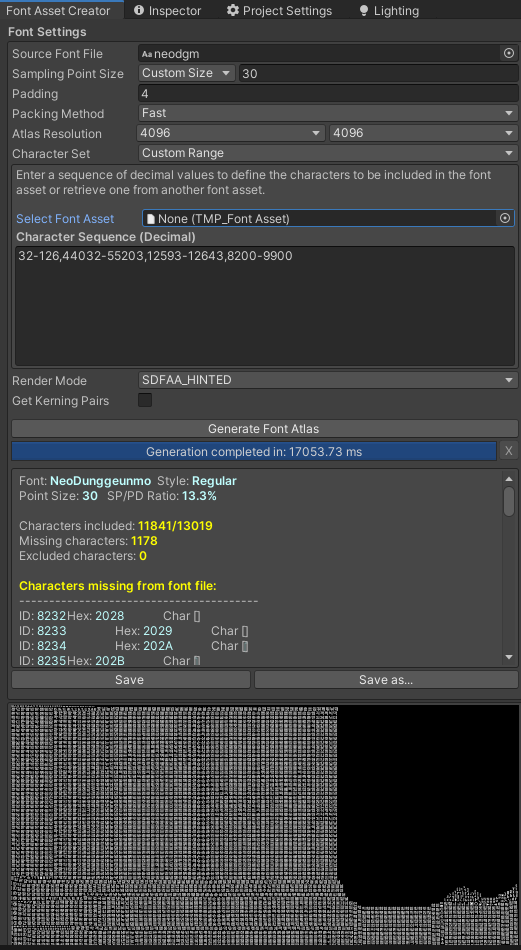 Font Asset Creator Inspector Project Settings Lighting
Font Settings
Source Font File Aa neodgm
Sampling Point Size Custom Size 30
Padding 4
Packing Method Fast
Atlas Resolution 4096 4096
Character Set Custom Range
Enter a sequence of decimal values to define the characters to be included in the font
asset or retrieve one from another font asset.
Select Font Asset None (TMP_Font Asset)
Character Sequence (Decimal)
32-126,44032-55203,12593-12643,8200-9900
Render Mode SDFAA_HINTED
Get Kerning Pairs
Generate Font Atlas
Generation completed in: 17053.73 ms X
Font: NeoDunggeunmo Style: Regular
Point Size: 30 SP/PD Ratio: 13.3%
Characters included: 11841/13019
Missing characters: 1178
Excluded characters: 0
Characters missing from font file:
----------------------------------------
ID: 8232 Hex: 2028 Char []
ID: 8233 Hex: 2029 Char []
ID: 8234 Hex: 202A Char []
ID: 8235 Hex: 202B Char []
Save Save as...